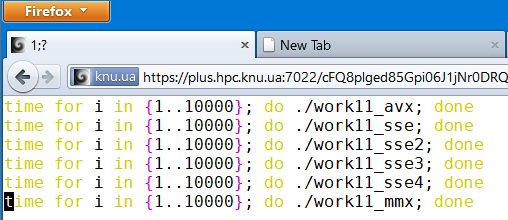 Firefox
1;?
New Tab
knu.ua
https://plus.hpc.knu.ua:7022/cFQ8plged85Gpi06J1jNr0DRQ
time for i in {1..10000}; do ./work11_avx; done
time for i in {1..10000}; do ./work11_sse; done
time for i in {1..10000}; do ./work11_sse2; done
time for i in {1..10000}; do ./work11_sse3; done
time for i in {1..10000}; do ./work11_sse4; done
time for i in {1..10000}; do ./work11_mmx; done